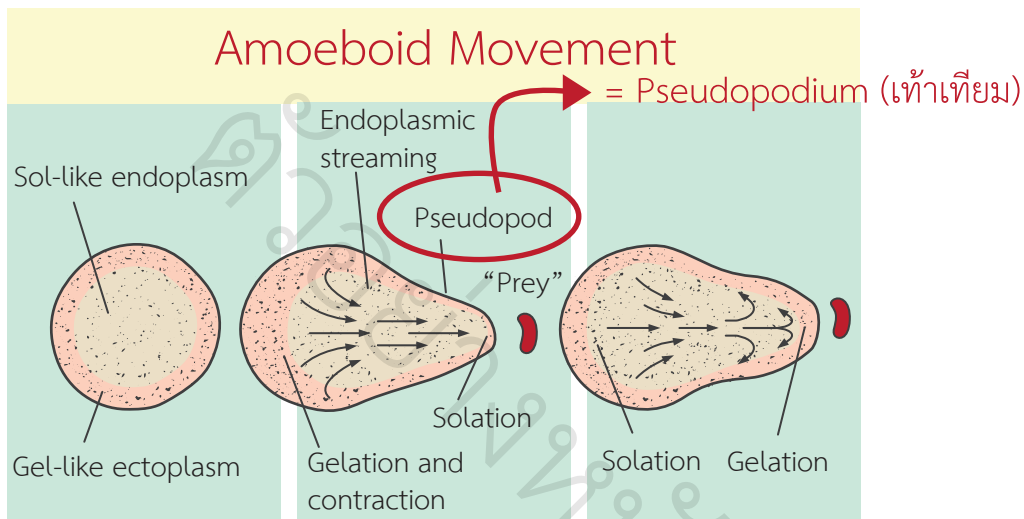 Amoeboid Movement
= Pseudopodium (เท้าเทียม)
Sol-like endoplasm
Gel-like ectoplasm
Endoplasmic
streaming
Pseudopod
“Prey”
Solation
Gelation and
contraction
Solation
Gelation